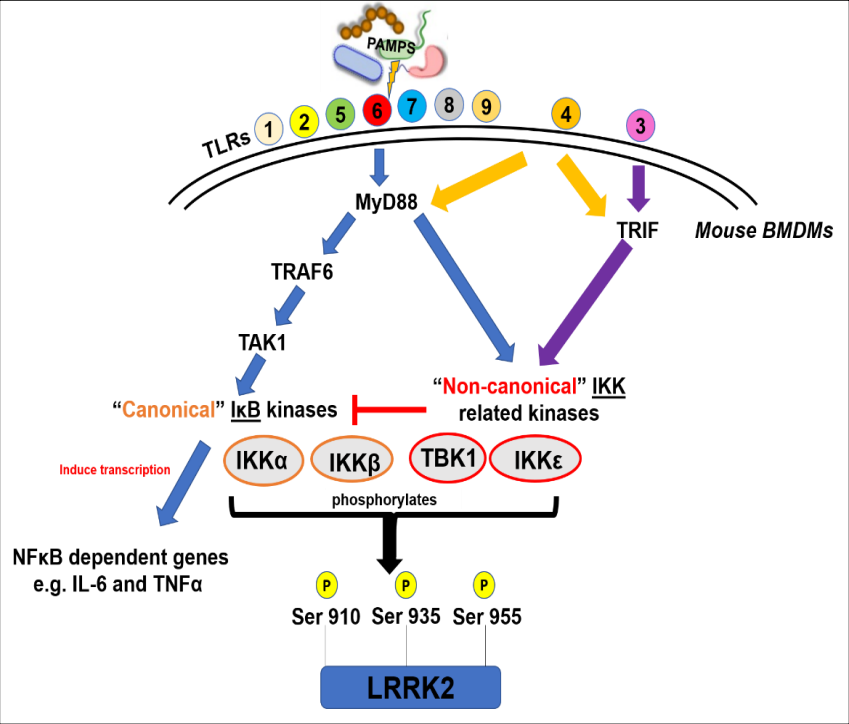 PAMPS
TLRs 1 2 5 6 7 8 9 4 3
MyD88
TRIF
Mouse BMDMs
TRAF6
TAK1
“Canonical” IκB kinases
“Non-canonical” IKK
related kinases
IKKα IKKβ TBK1 IKKε
Induce transcription
phosphorylates
NFκB dependent genes
e.g. IL-6 and TNFα
P P P
Ser 910 Ser 935 Ser 955
LRRK2